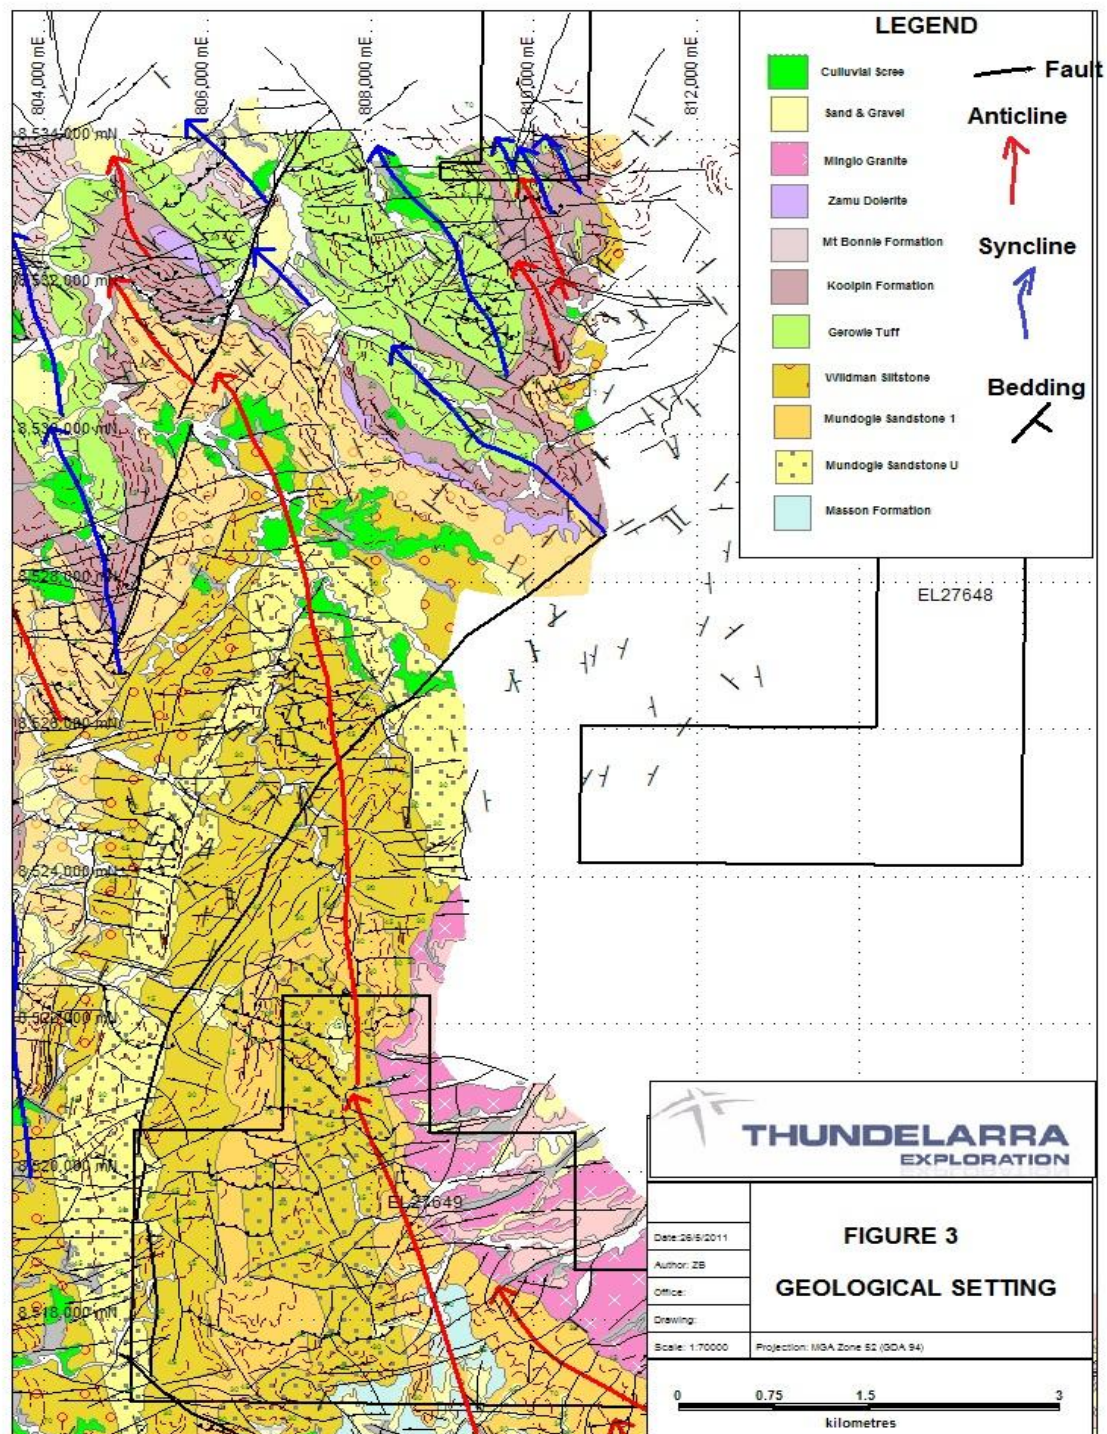 804,000 mE
806,000 mE
808,000 mE
810,000 mE
812,000 mE
8,534,000 mN
8,532,000 mN
8,530,000 mN
8,528,000 mN
8,526,000 mN
8,524,000 mN
8,522,000 mN
8,520,000 mN
8,518,000 mN
LEGEND
Culluvial Scree
Sand & Gravel
Minglo Granite
Zamu Dolerite
Mt Bonnie Formation
Koolpin Formation
Gerowie Tuff
Wildman Siltstone
Mundogie Sandstone 1
Mundogie Sandstone U
Masson Formation
Fault
Anticline
Syncline
Bedding
EL27648
EL27649
THUNDELARRA
EXPLORATION
Date:26/5/2011
Author: ZB
Office:
Drawing:
Scale: 1:70000
FIGURE 3
GEOLOGICAL SETTING
Projection: MGA Zone 52 (GDA 94)
0 0.75 1.5 3
kilometres